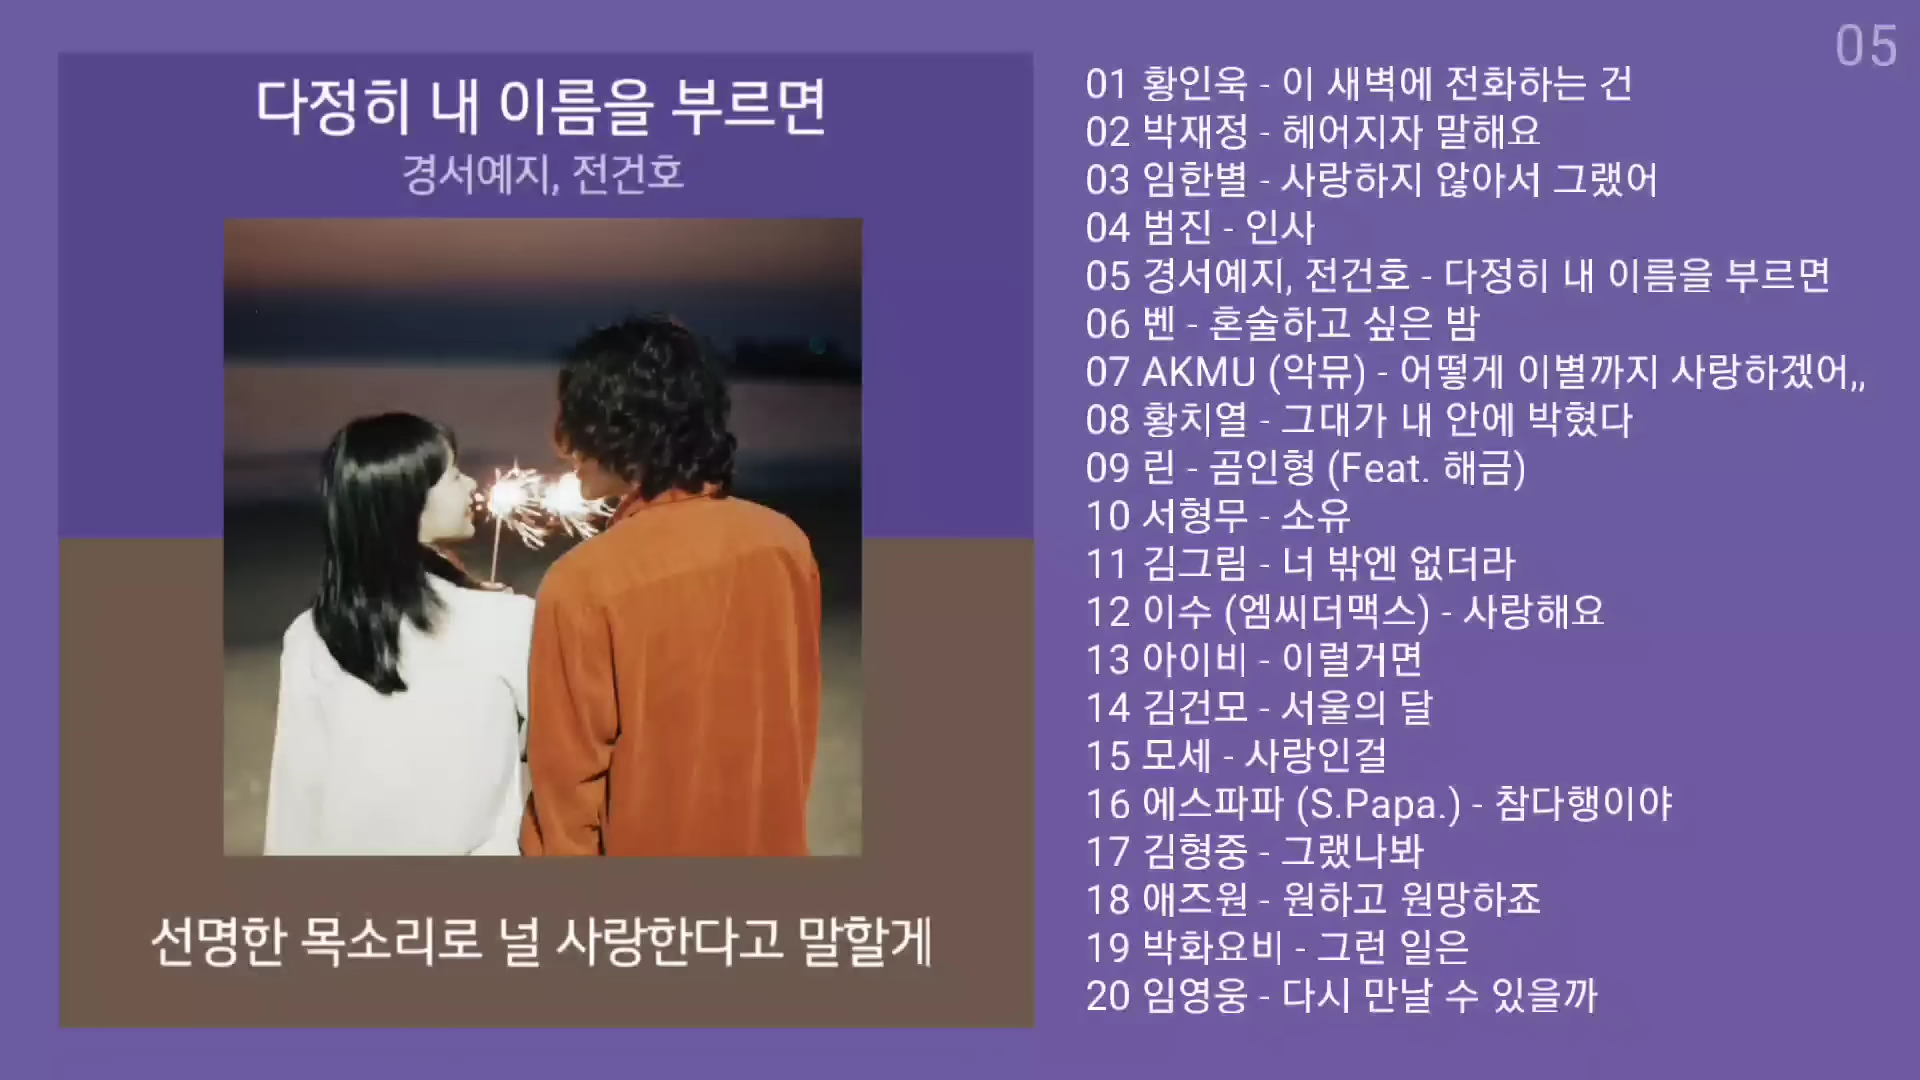 다정히 내 이름을 부르면
경서예지, 전건호
선명한 목소리로 널 사랑한다고 말할게
05
01 황인욱 - 이 새벽에 전화하는 건
02 박재정 - 헤어지자 말해요
03 임한별 - 사랑하지 않아서 그랬어
04 범진 - 인사
05 경서예지, 전건호 - 다정히 내 이름을 부르면
06 벤 - 혼술하고 싶은 밤
07 AKMU (악뮤) - 어떻게 이별까지 사랑하겠어,,
08 황치열 - 그대가 내 안에 박혔다
09 린 - 곰인형 (Feat. 해금)
10 서형무 - 소유
11 김그림 - 너 밖엔 없더라
12 이수 (엠씨더맥스) - 사랑해요
13 아이비 - 이럴거면
14 김건모 - 서울의 달
15 모세 - 사랑인걸
16 에스파파 (S.Papa.) - 참다행이야
17 김형중 - 그랬나봐
18 애즈원 - 원하고 원망하죠
19 박화요비 - 그런 일은
20 임영웅 - 다시 만날 수 있을까